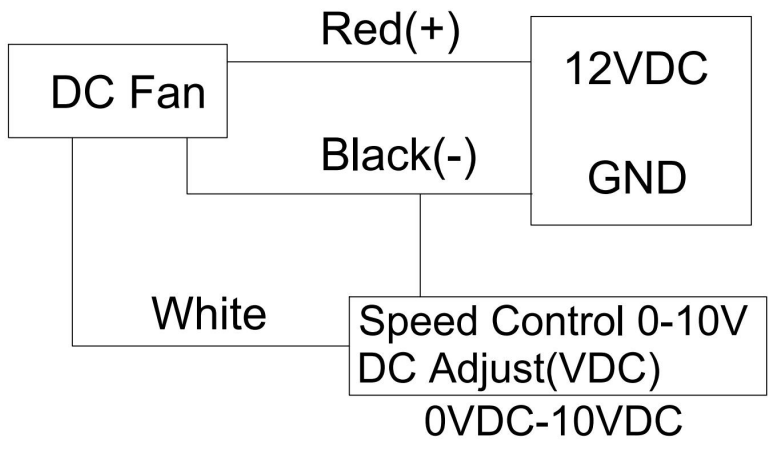 Red(+)
12VDC
DC Fan
Black(-)
GND
White
Speed Control 0-10V
DC Adjust(VDC)
0VDC-10VDC